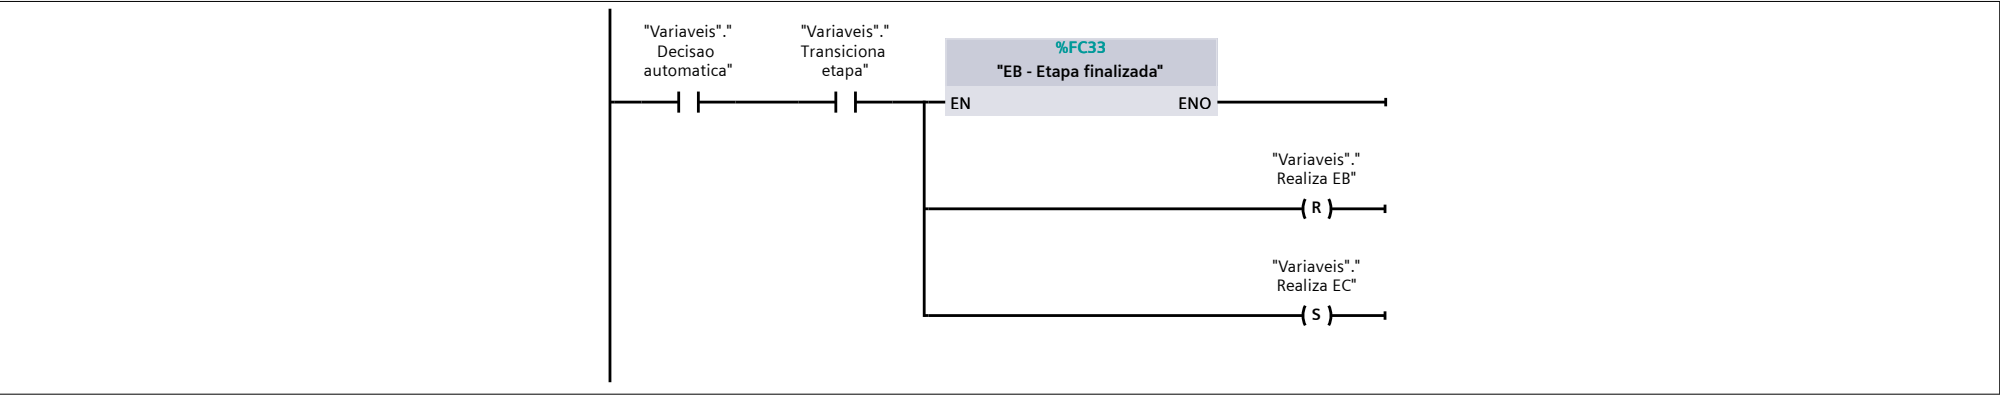 "Variaveis"."
Decisao
automatica"
"Variaveis"."
Transiciona
etapa"
%FC33
"EB - Etapa finalizada"
EN
ENO
"Variaveis"."
Realiza EB"
R
"Variaveis"."
Realiza EC"
S